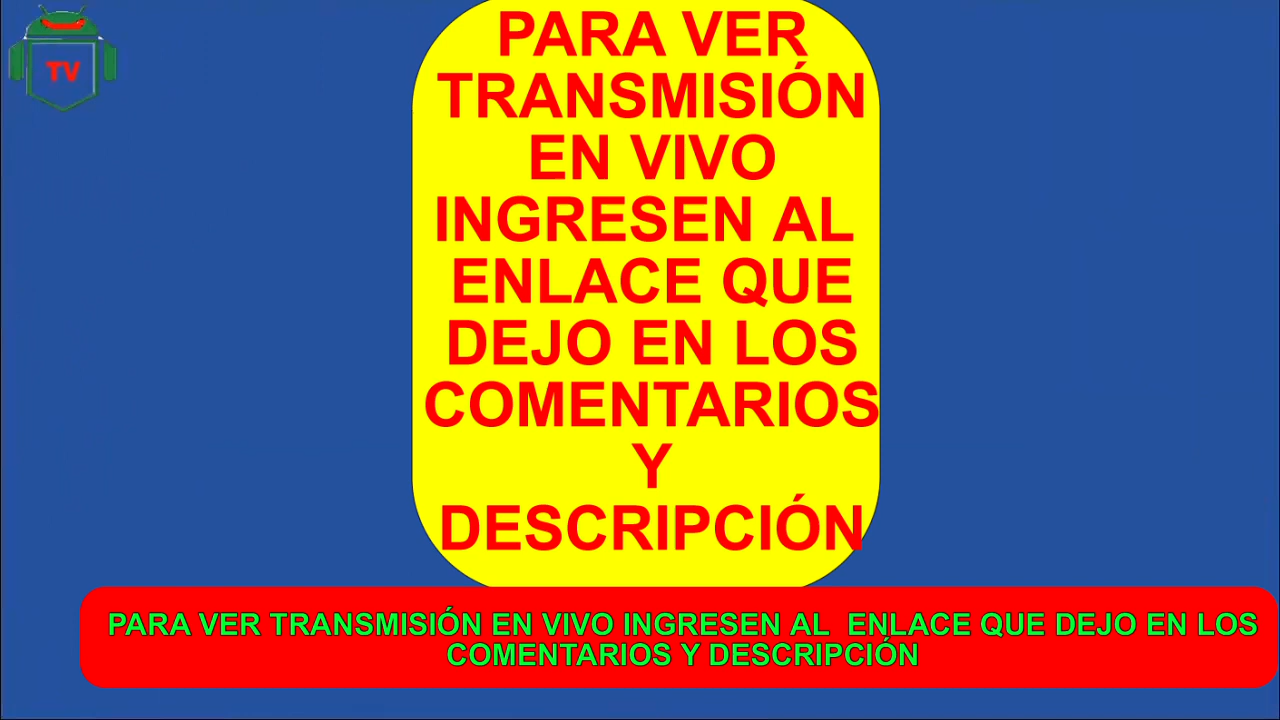 TV
PARA VER
TRANSMISIÓN
EN VIVO
INGRESEN AL
ENLACE QUE
DEJO EN LOS
COMENTARIOS
Y
DESCRIPCIÓN
PARA VER TRANSMISIÓN EN VIVO INGRESEN AL ENLACE QUE DEJO EN LOS
COMENTARIOS Y DESCRIPCIÓN